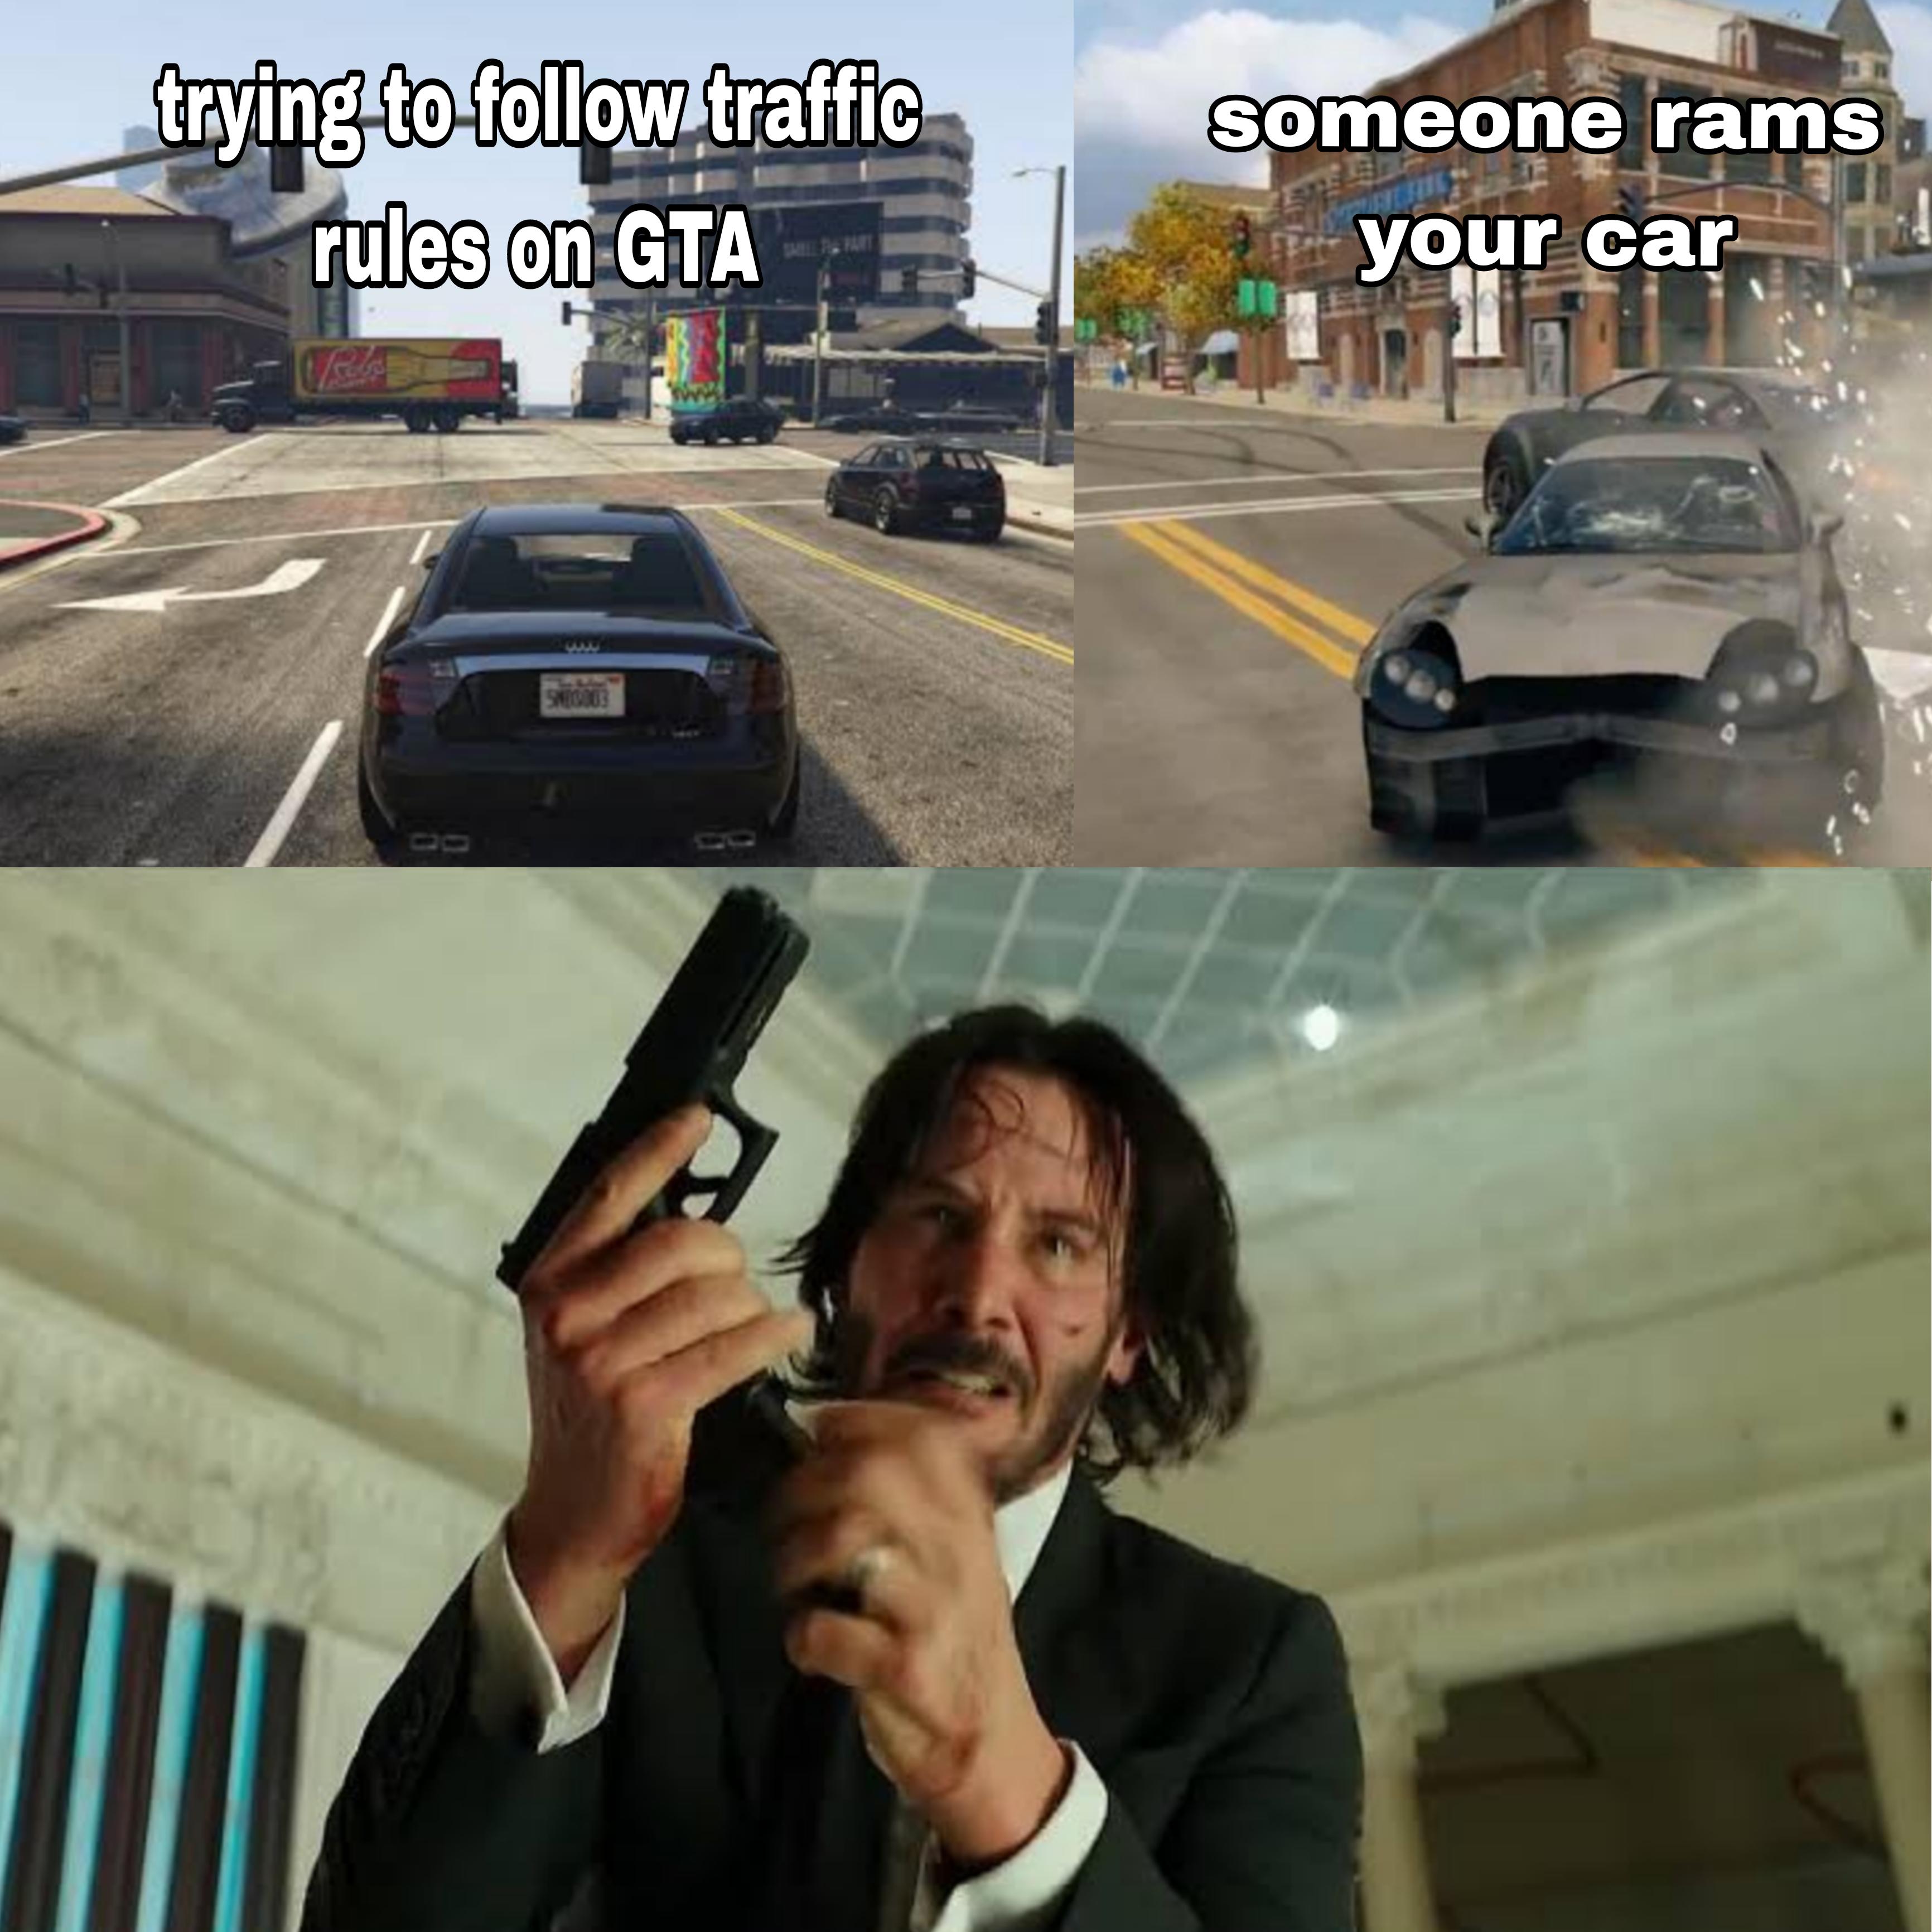 trying to follow traffic
rules on GTA
someone rams
your car